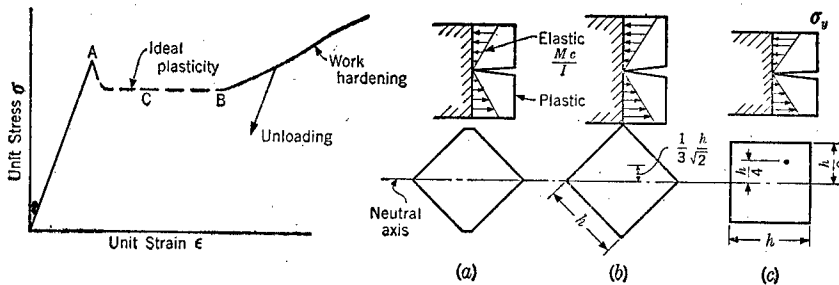 Unit Stress σ
A
Ideal
plasticity
C
B
Work
hardening
Unloading
Unit Strain ϵ
Elastic
Mc
I
Plastic
Neutral
axis
1
3
h
√2
h
σy
h
4
h
2
h
(a)
(b)
(c)